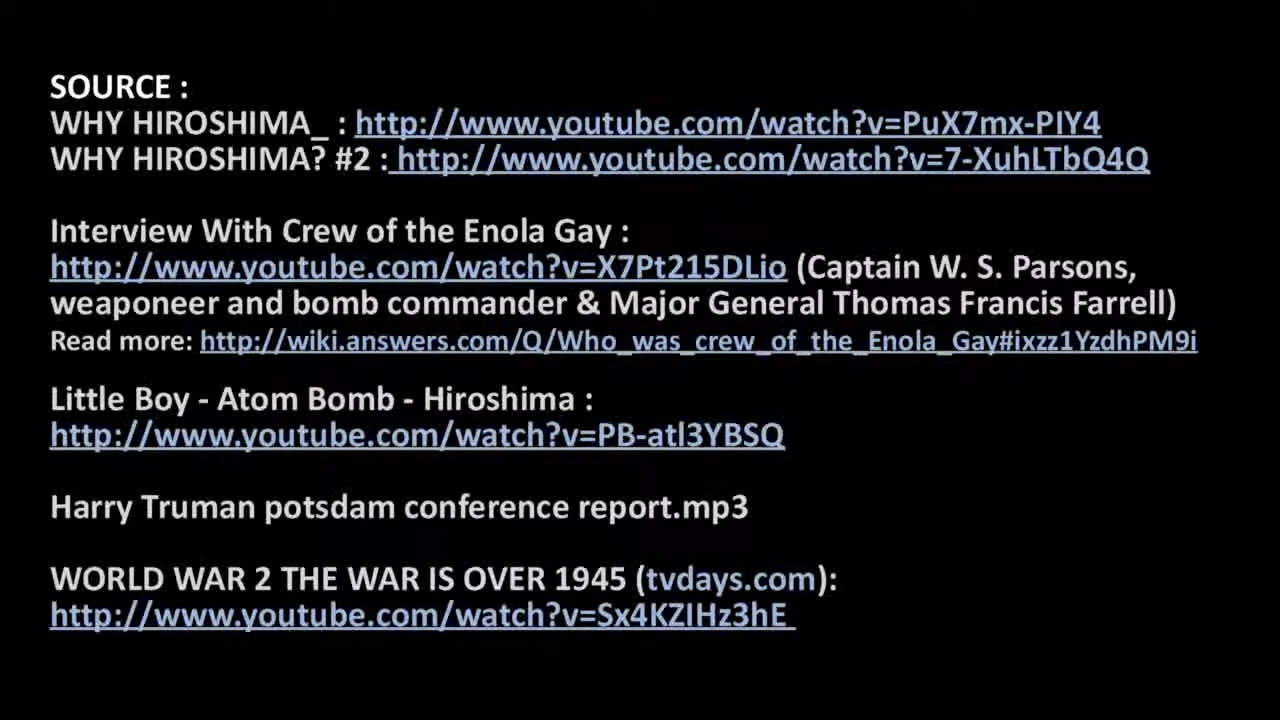 SOURCE :
WHY HIROSHIMA_ : http://www.youtube.com/watch?v=PuX7mx-PIY4
WHY HIROSHIMA? #2 : http://www.youtube.com/watch?v=7-XuhLTbQ4Q
Interview With Crew of the Enola Gay :
http://www.youtube.com/watch?v=X7Pt215DLio (Captain W. S. Parsons,
weaponeer and bomb commander & Major General Thomas Francis Farrell)
Read more: http://wiki.answers.com/Q/Who_was_crew_of_the_Enola_Gay#ixzz1YzdhPM9i
Little Boy - Atom Bomb - Hiroshima :
http://www.youtube.com/watch?v=PB-atl3YBSQ
Harry Truman potsdam conference report.mp3
WORLD WAR 2 THE WAR IS OVER 1945 (tvdays.com):
http://www.youtube.com/watch?v=Sx4KZIHz3hE